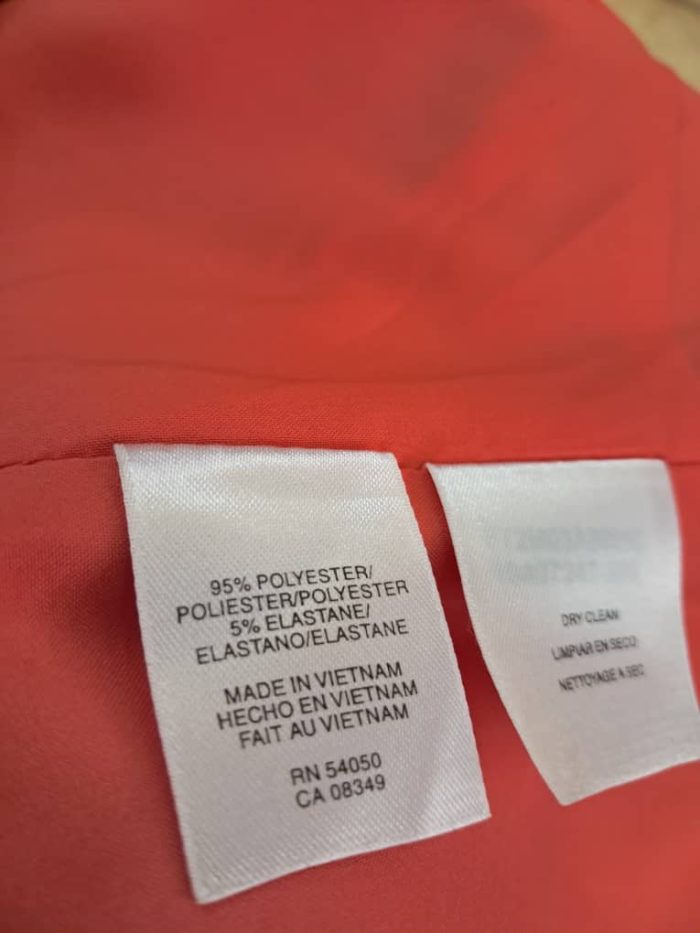 95% POLYESTER/
POLIESTER/POLYESTER
5% ELASTANE/
ELASTANO/ELASTANE
MADE IN VIETNAM
HECHO EN VIETNAM
FAIT AU VIETNAM
RN 54050
CA 08349
DRY CLEAN
LIMPIAR EN SECO
NETTOYAGE A SEC